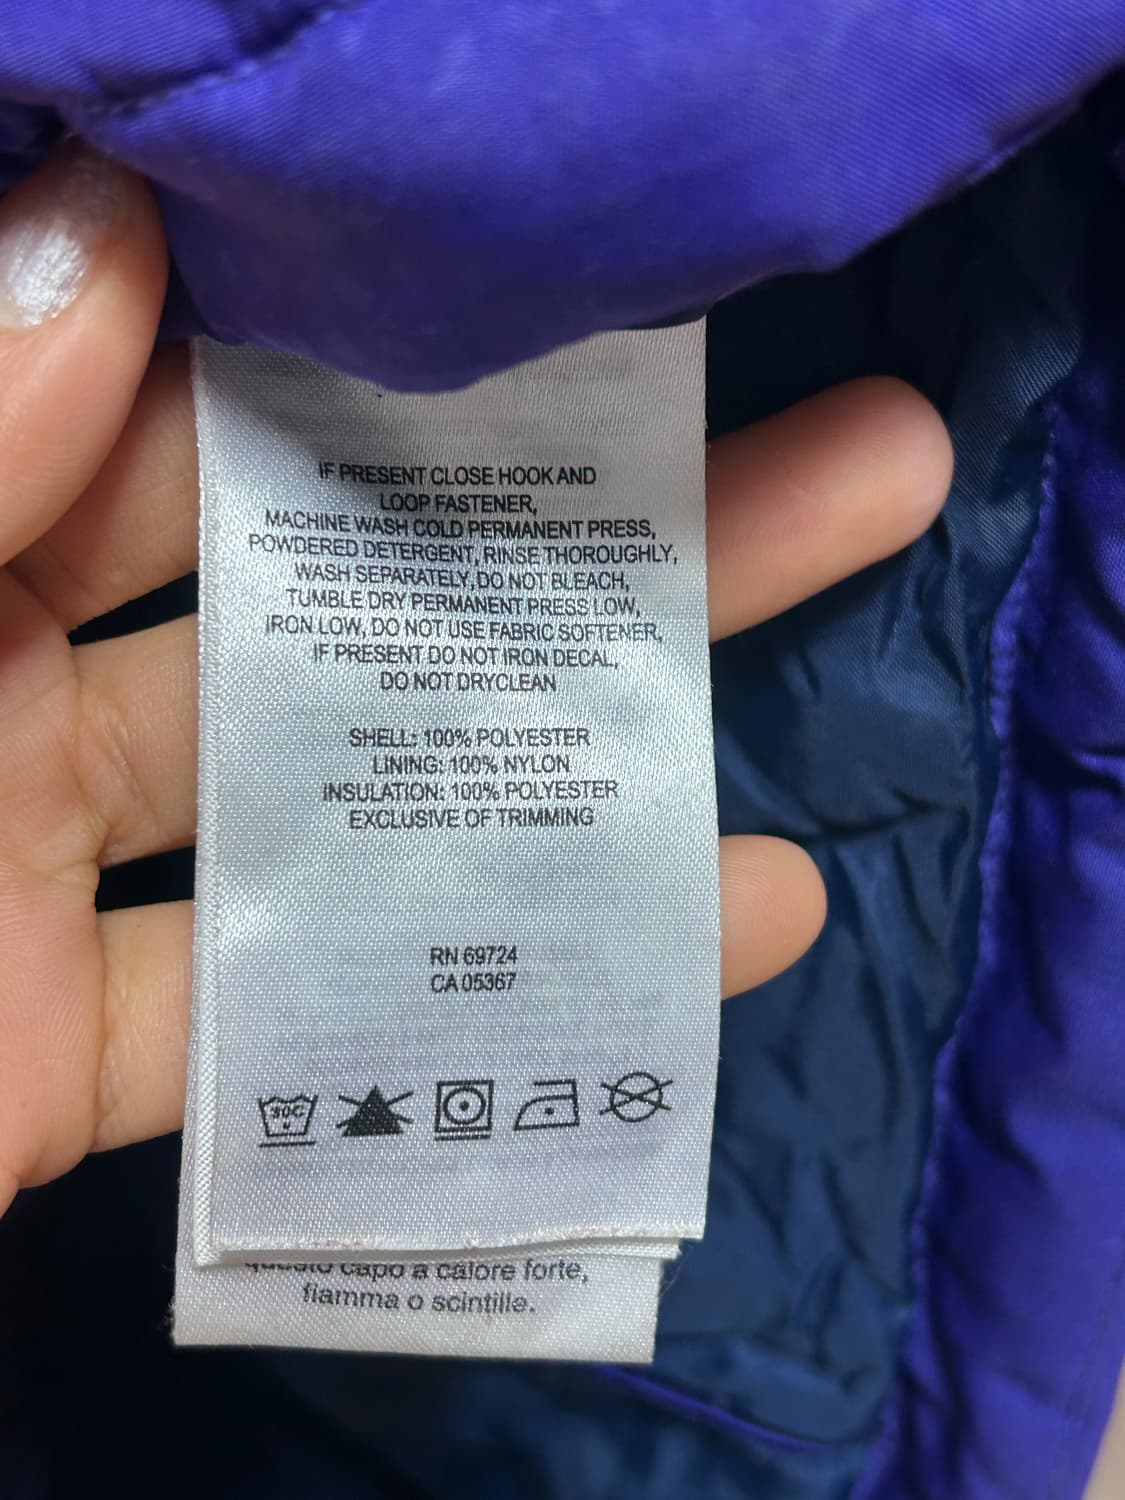 IF PRESENT CLOSE HOOK AND
LOOP FASTENER,
MACHINE WASH COLD PERMANENT PRESS,
POWDERED DETERGENT, RINSE THOROUGHLY,
WASH SEPARATELY, DO NOT BLEACH,
TUMBLE DRY PERMANENT PRESS LOW,
IRON LOW, DO NOT USE FABRIC SOFTENER,
IF PRESENT DO NOT IRON DECAL,
DO NOT DRYCLEAN
SHELL: 100% POLYESTER
LINING: 100% NYLON
INSULATION: 100% POLYESTER
EXCLUSIVE OF TRIMMING
RN 69724
CA 05367
30C
capo a calore forte,
fiamma o scintille.